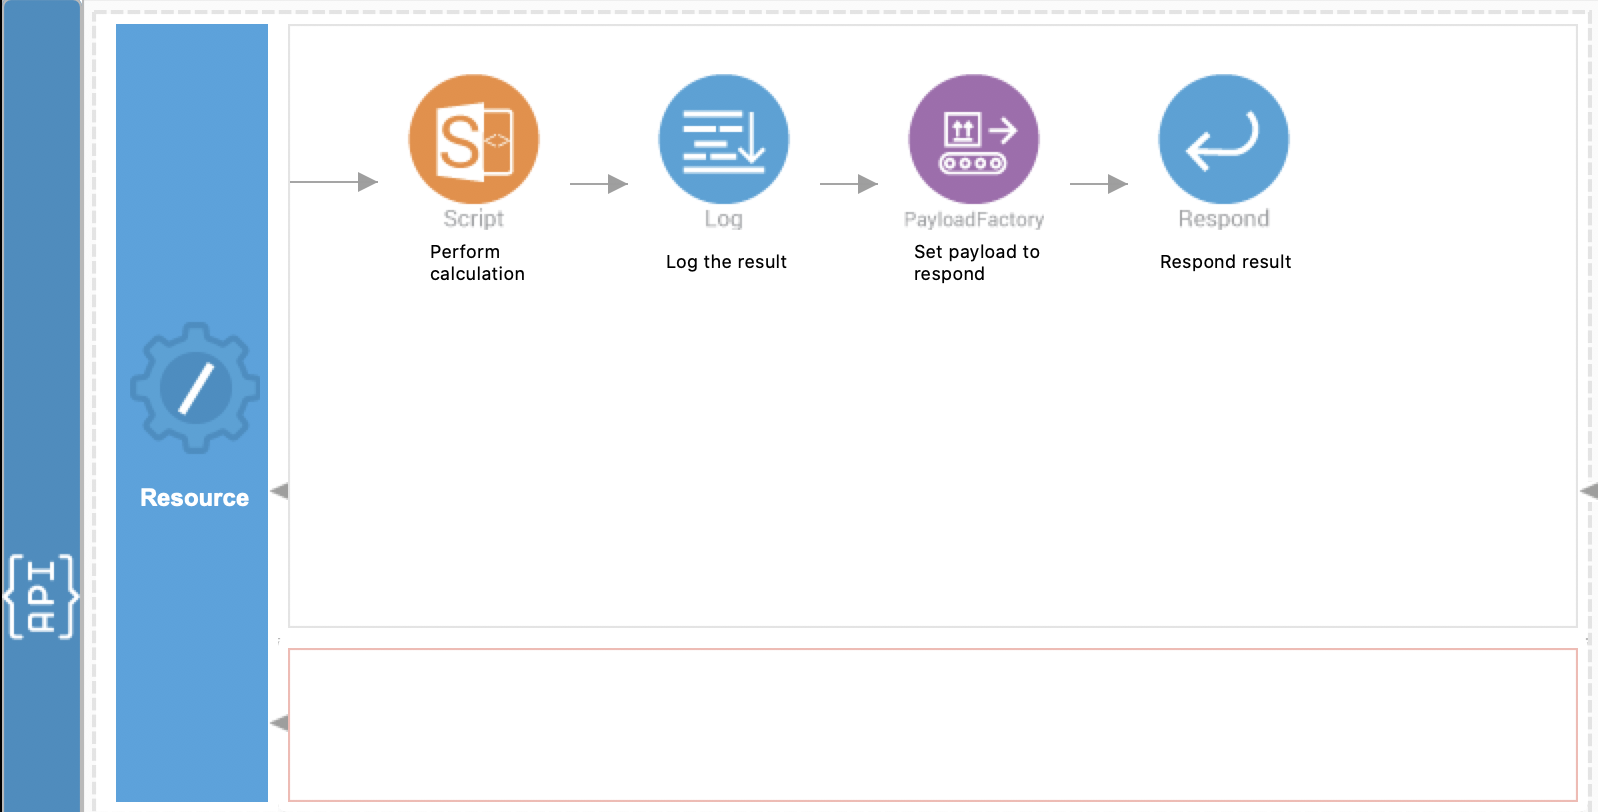 Script
Log
PayloadFactory
Respond
Perform
calculation
Log the result
Set payload to
respond
Respond result
Resource
{API}